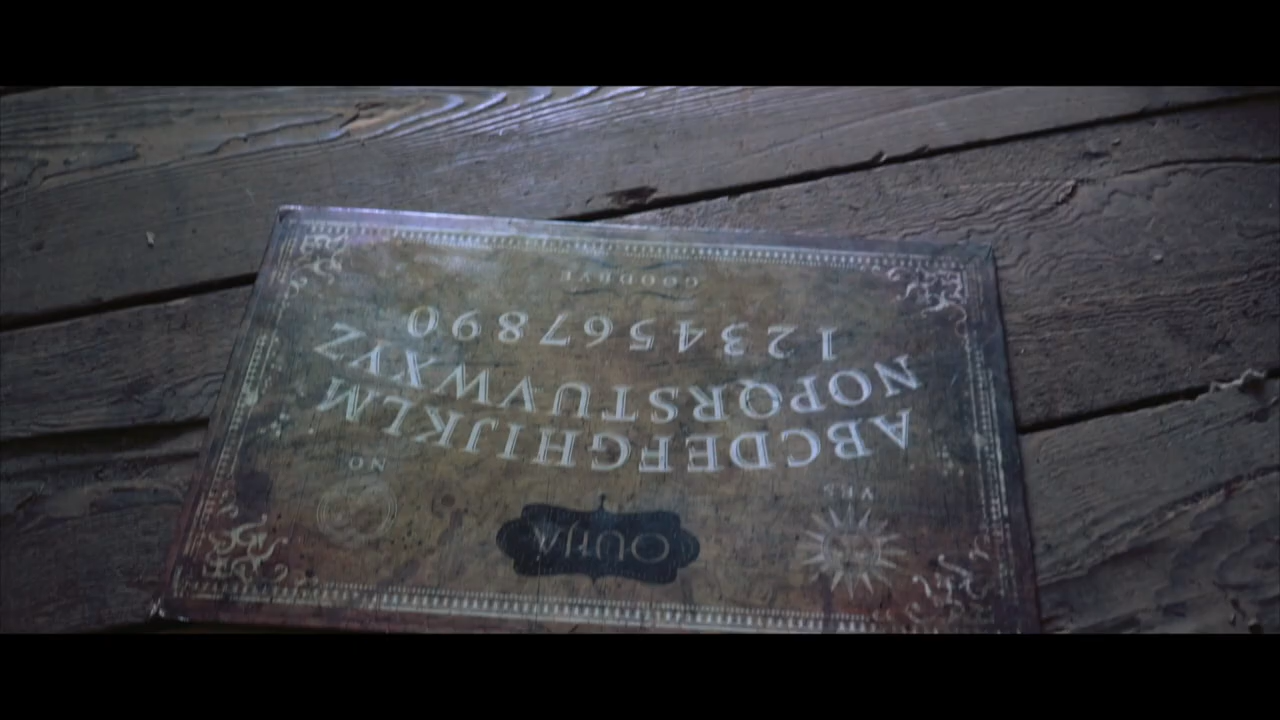 OUIJA
YES NO
ABCDEFGHIJKLM
NOPQRSTUVWXYZ
1234567890
GOODBYE